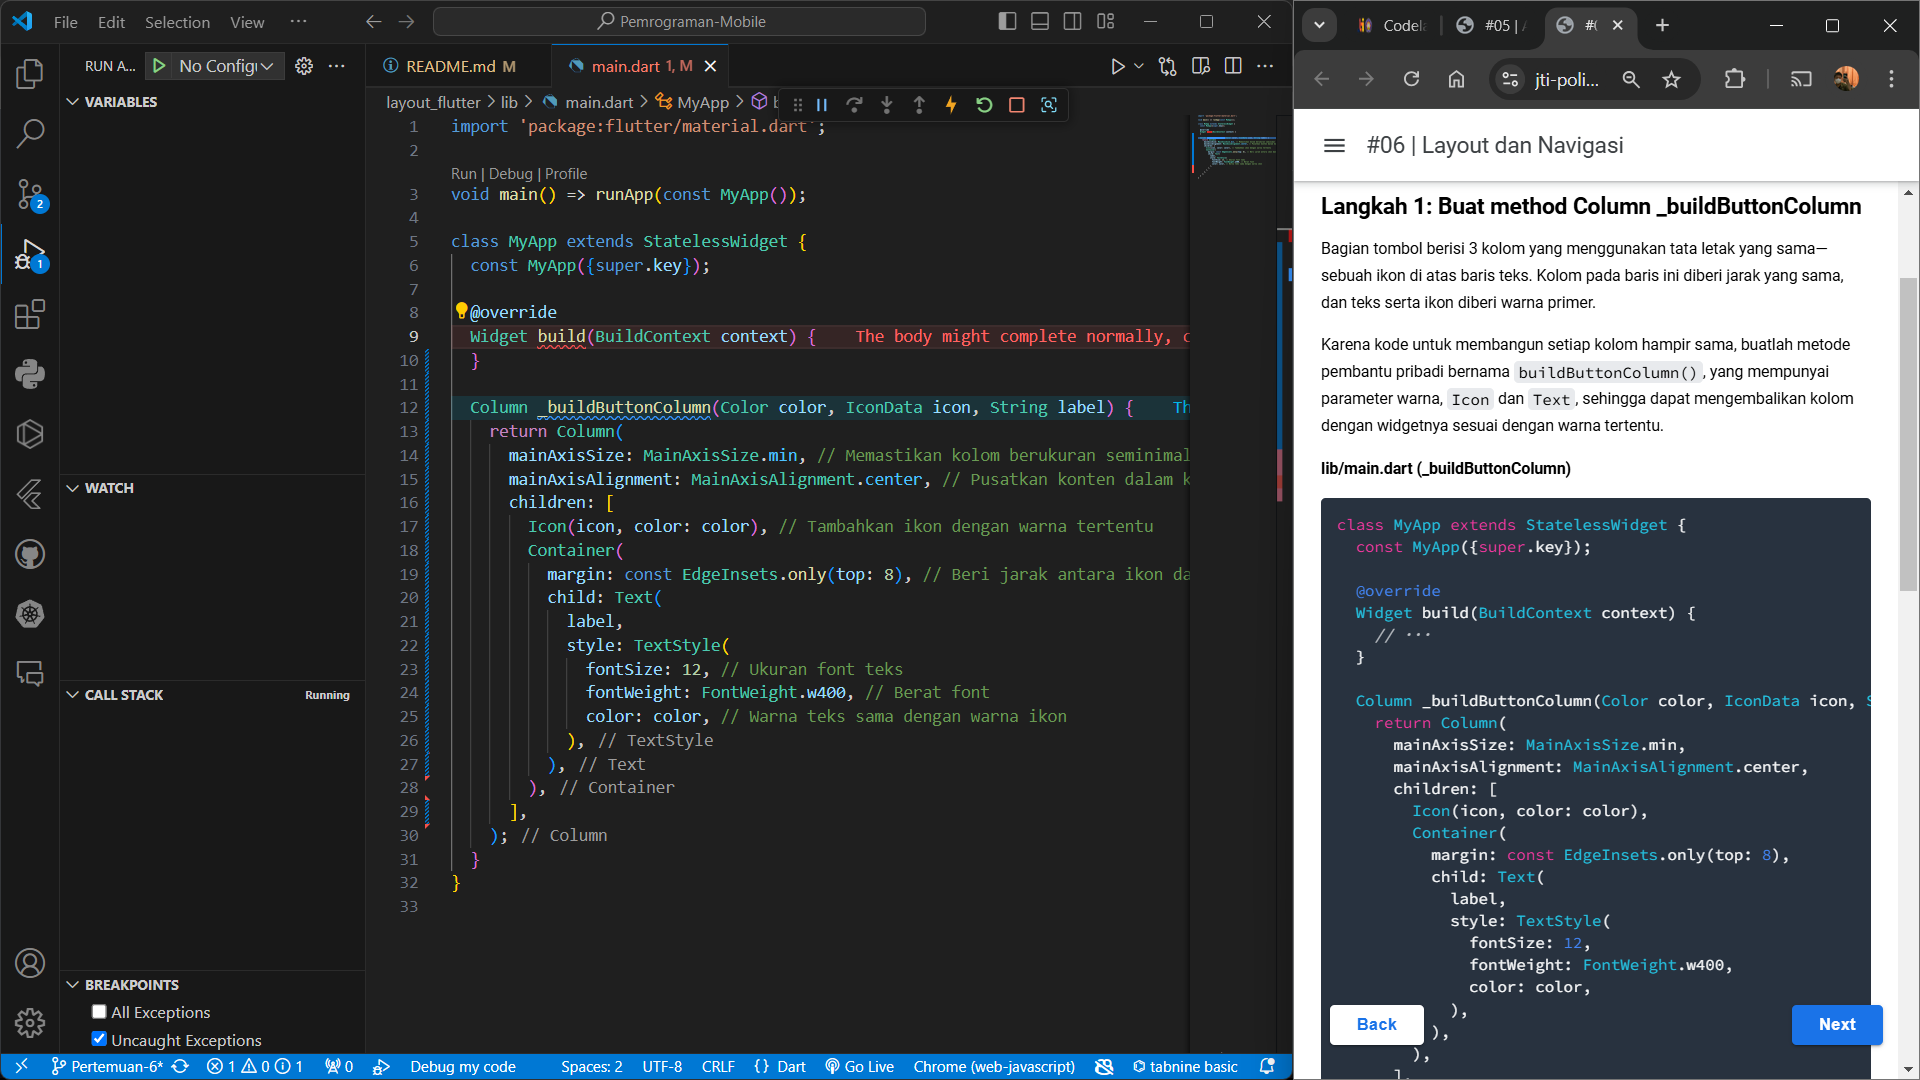 File Edit Selection View ··· Pemrograman-Mobile
RUN A... No Config
VARIABLES
WATCH
CALL STACK Running
BREAKPOINTS
All Exceptions
Uncaught Exceptions
2
1
README.md M main.dart 1, M
layout_flutter > lib > main.dart > MyApp > b
1 import 'package:flutter/material.dart';
2
Run | Debug | Profile
3 void main() => runApp(const MyApp());
4
5 class MyApp extends StatelessWidget {
6 const MyApp({super.key});
7
8 @override
9 Widget build(BuildContext context) { The body might complete normally, c
10 }
11
12 Column _buildButtonColumn(Color color, IconData icon, String label) { Th
13 return Column(
14 mainAxisSize: MainAxisSize.min, // Memastikan kolom berukuran seminimal
15 mainAxisAlignment: MainAxisAlignment.center, // Pusatkan konten dalam k
16 children: [
17 Icon(icon, color: color), // Tambahkan ikon dengan warna tertentu
18 Container(
19 margin: const EdgeInsets.only(top: 8), // Beri jarak antara ikon da
20 child: Text(
21 label,
22 style: TextStyle(
23 fontSize: 12, // Ukuran font teks
24 fontWeight: FontWeight.w400, // Berat font
25 color: color, // Warna teks sama dengan warna ikon
26 ), // TextStyle
27 ), // Text
28 ), // Container
29 ],
30 ); // Column
31 }
32 }
33
Pertemuan-6* 1 0 1 0 Debug my code Spaces: 2 UTF-8 CRLF {} Dart Go Live Chrome (web-javascript) tabnine basic
Codel #05 | #(
jti-poli...
#06 | Layout dan Navigasi
Langkah 1: Buat method Column _buildButtonColumn
Bagian tombol berisi 3 kolom yang menggunakan tata letak yang sama—
sebuah ikon di atas baris teks. Kolom pada baris ini diberi jarak yang sama,
dan teks serta ikon diberi warna primer.
Karena kode untuk membangun setiap kolom hampir sama, buatlah metode
pembantu pribadi bernama buildButtonColumn(), yang mempunyai
parameter warna, Icon dan Text, sehingga dapat mengembalikan kolom
dengan widgetnya sesuai dengan warna tertentu.
lib/main.dart (_buildButtonColumn)
class MyApp extends StatelessWidget {
const MyApp({super.key});
@override
Widget build(BuildContext context) {
// ···
}
Column _buildButtonColumn(Color color, IconData icon, S
return Column(
mainAxisSize: MainAxisSize.min,
mainAxisAlignment: MainAxisAlignment.center,
children: [
Icon(icon, color: color),
Container(
margin: const EdgeInsets.only(top: 8),
child: Text(
label,
style: TextStyle(
fontSize: 12,
fontWeight: FontWeight.w400,
color: color,
),
),
),
],
Back Next